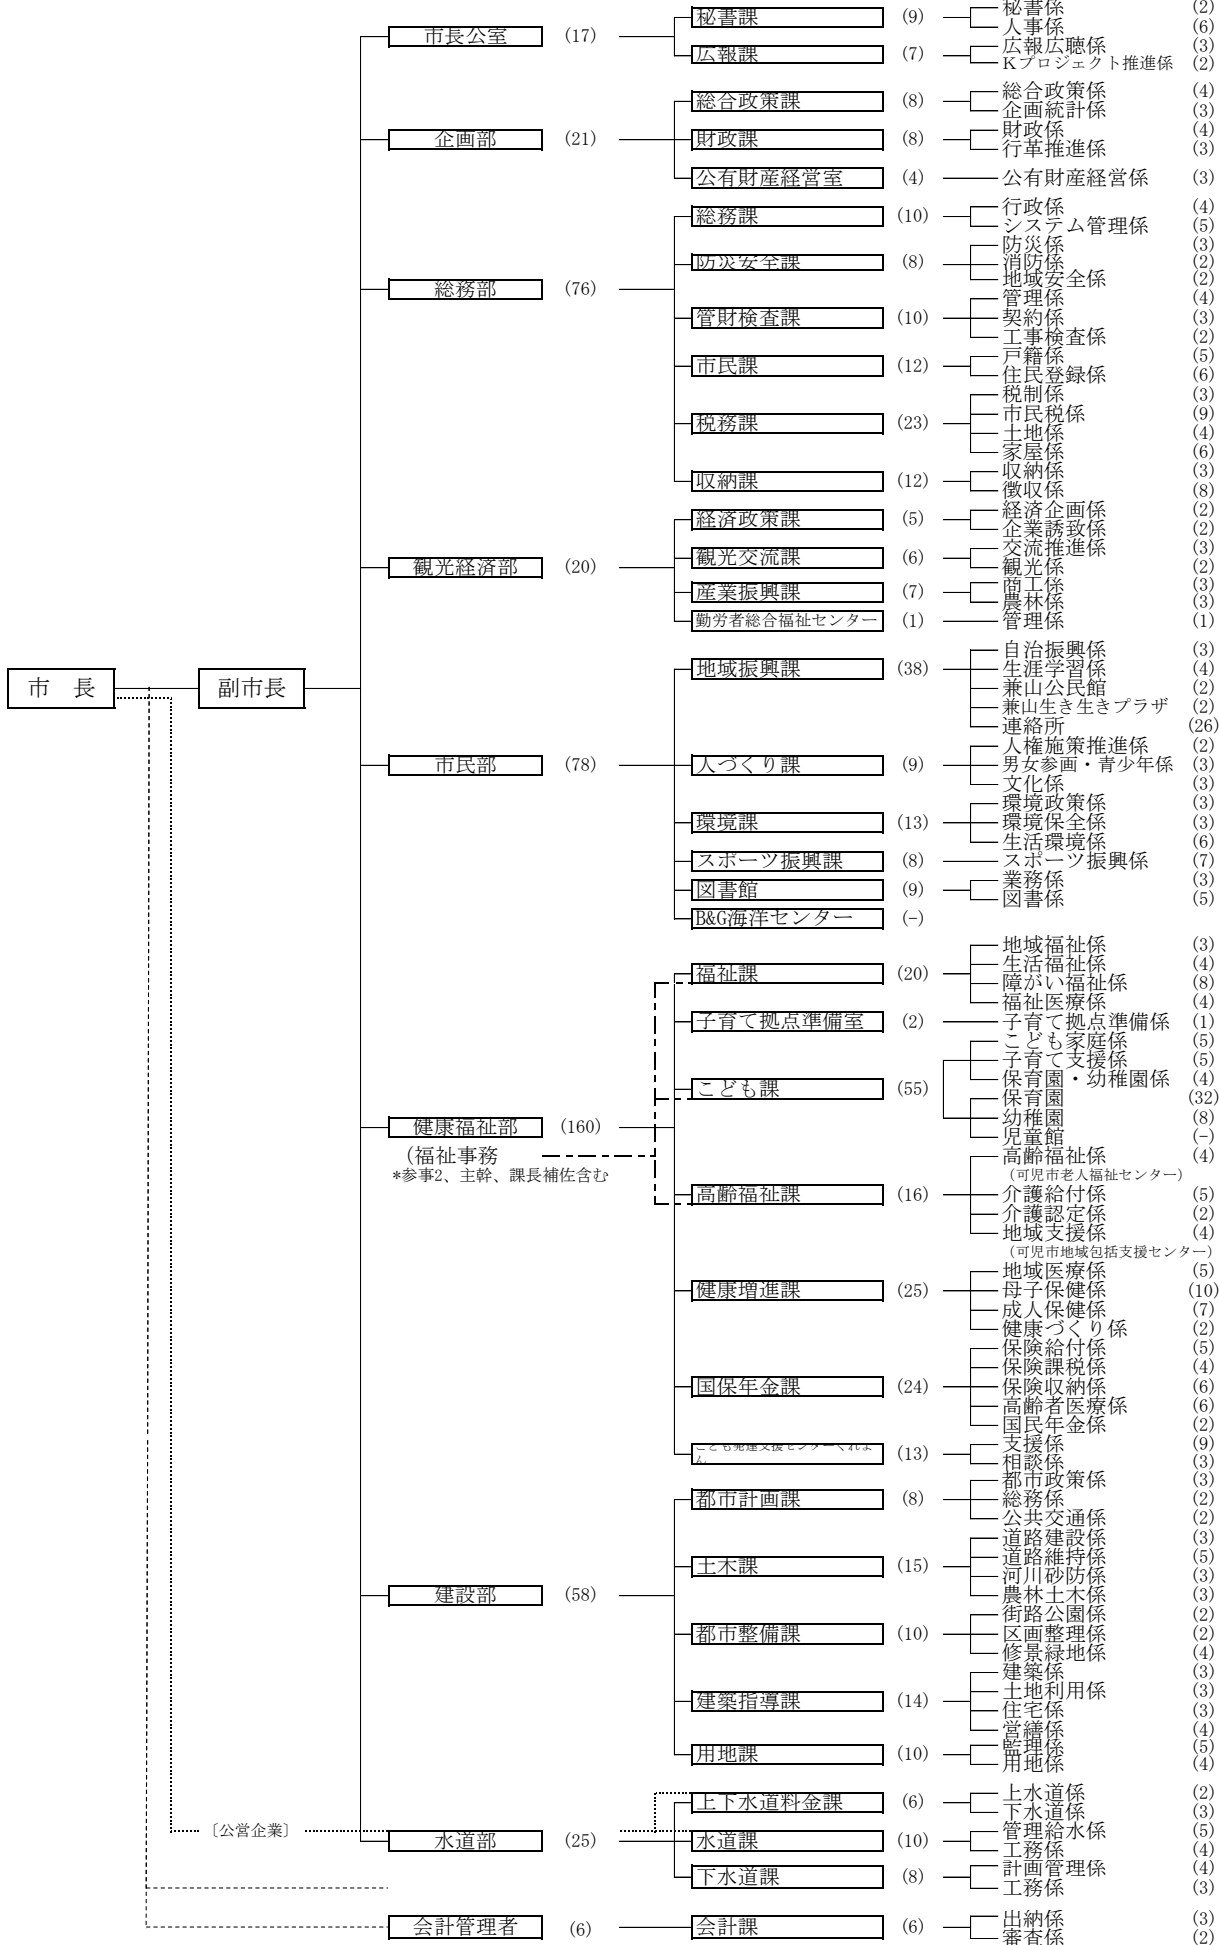 市　長
副市長
市長公室 (17)
秘書課 (9)
秘書係 (2)
人事係 (6)
広報課 (7)
広報広聴係 (3)
Kプロジェクト推進係 (2)
企画部 (21)
総合政策課 (8)
総合政策係 (4)
企画統計係 (3)
財政課 (8)
財政係 (4)
行革推進係 (3)
公有財産経営室 (4)
公有財産経営係 (3)
総務部 (76)
総務課 (10)
行政係 (4)
システム管理係 (5)
防災安全課 (8)
防災係 (3)
消防係 (2)
地域安全係 (2)
管財検査課 (10)
管理係 (4)
契約係 (3)
工事検査係 (2)
市民課 (12)
戸籍係 (5)
住民登録係 (6)
税務課 (23)
税制係 (3)
市民税係 (9)
土地係 (4)
家屋係 (6)
収納課 (12)
収納係 (3)
徴収係 (8)
観光経済部 (20)
経済政策課 (5)
経済企画係 (2)
企業誘致係 (2)
観光交流課 (6)
交流推進係 (3)
観光係 (2)
産業振興課 (7)
商工係 (3)
農林係 (3)
勤労者総合福祉センター (1)
管理係 (1)
市民部 (78)
地域振興課 (38)
自治振興係 (3)
生涯学習係 (4)
兼山公民館 (2)
兼山生き生きプラザ (2)
連絡所 (26)
人づくり課 (9)
人権施策推進係 (2)
男女参画・青少年係 (3)
文化係 (3)
環境課 (13)
環境政策係 (3)
環境保全係 (3)
生活環境係 (6)
スポーツ振興課 (8)
スポーツ振興係 (7)
図書館 (9)
業務係 (3)
図書係 (5)
B&G海洋センター (-)
健康福祉部 (160)
(福祉事務
*参事2、主幹、課長補佐含む
福祉課 (20)
地域福祉係 (3)
生活福祉係 (4)
障がい福祉係 (8)
福祉医療係 (4)
子育て拠点準備室 (2)
子育て拠点準備係 (1)
こども課 (55)
こども家庭係 (5)
子育て支援係 (5)
保育園・幼稚園係 (4)
保育園 (32)
幼稚園 (8)
児童館 (-)
高齢福祉課 (16)
高齢福祉係 (4)
(可児市老人福祉センター)
介護給付係 (5)
介護認定係 (2)
地域支援係 (4)
(可児市地域包括支援センター)
健康増進課 (25)
地域医療係 (5)
母子保健係 (10)
成人保健係 (7)
健康づくり係 (2)
国保年金課 (24)
保険給付係 (5)
保険課税係 (4)
保険収納係 (6)
高齢者医療係 (6)
国民年金係 (2)
こども発達支援センターくれよ
ん (13)
支援係 (9)
相談係 (3)
建設部 (58)
都市計画課 (8)
都市政策係 (3)
総務係 (2)
公共交通係 (2)
土木課 (15)
道路建設係 (3)
道路維持係 (5)
河川砂防係 (3)
農林土木係 (3)
都市整備課 (10)
街路公園係 (2)
区画整理係 (2)
修景緑地係 (4)
建築指導課 (14)
建築係 (3)
土地利用係 (3)
住宅係 (3)
営繕係 (4)
用地課 (10)
監理係 (5)
用地係 (4)
〔公営企業〕
水道部 (25)
上下水道料金課 (6)
上水道係 (2)
下水道係 (3)
水道課 (10)
管理給水係 (5)
工務係 (4)
下水道課 (8)
計画管理係 (4)
工務係 (3)
会計管理者 (6)
会計課 (6)
出納係 (3)
審査係 (2)